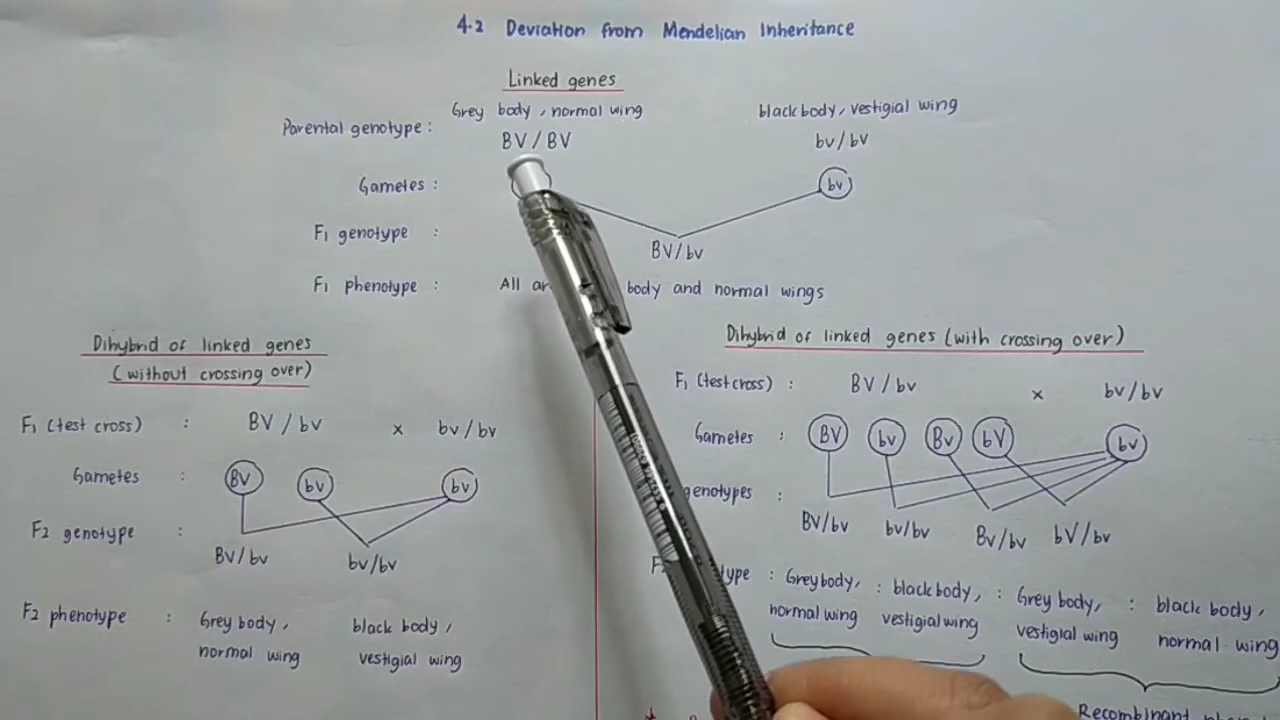 4.2 Deviation from Mendelian Inheritance
Linked genes
Grey body, normal wing
black body, vestigial wing
Parental genotype:
BV/BV
bv/bv
Gametes :
bv
F1 genotype :
BV/bv
F1 phenotype :
All body and normal wings
Dihybrid of linked genes
(without crossing over)
F1 (test cross) : BV/bv x bv/bv
Gametes : BV bv bv
F2 genotype :
BV/bv bv/bv
F2 phenotype : Grey body, black body,
normal wing vestigial wing
Dihybrid of linked genes (with crossing over)
F1 (test cross) : BV/bv x bv/bv
Gametes : BV bv Bv bV bv
genotypes :
BV/bv bv/bv Bv/bv bV/bv
: Grey body, : black body, : Grey body, : black body,
normal wing vestigial wing vestigial wing normal wing
Recombinant